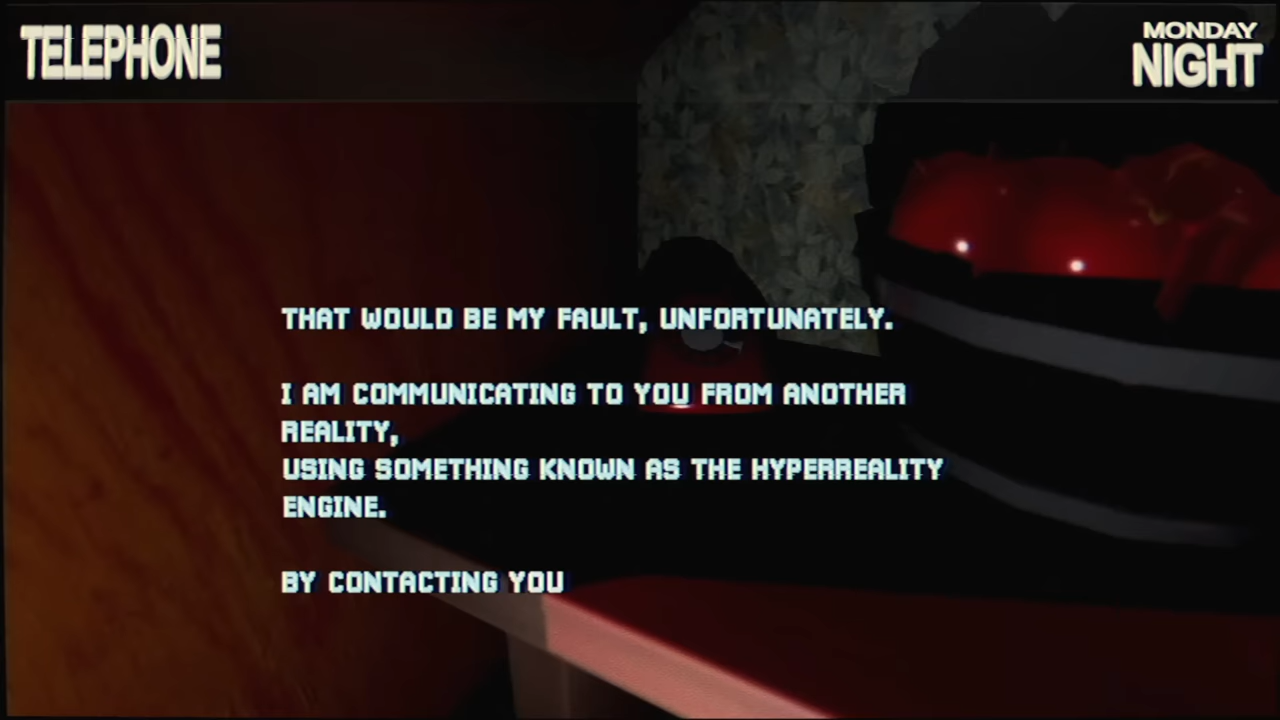 TELEPHONE
MONDAY
NIGHT
THAT WOULD BE MY FAULT, UNFORTUNATELY.
I AM COMMUNICATING TO YOU FROM ANOTHER
REALITY,
USING SOMETHING KNOWN AS THE HYPERREALITY
ENGINE.
BY CONTACTING YOU